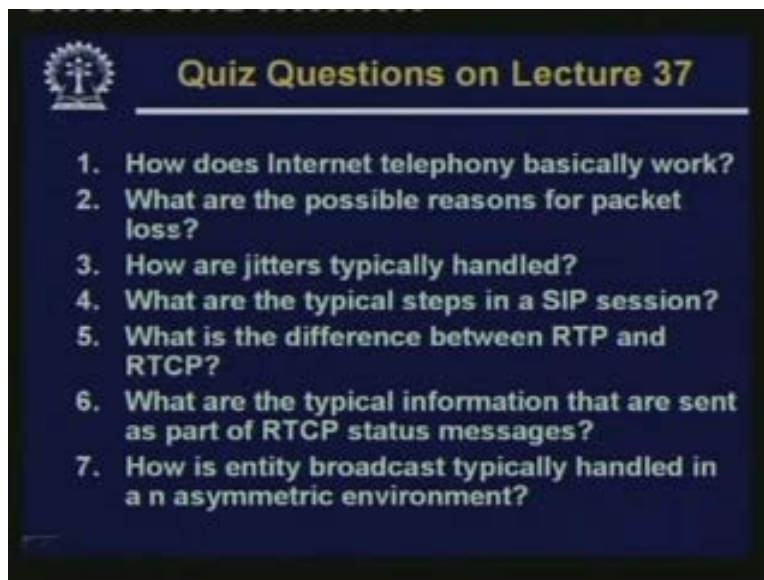 Quiz Questions on Lecture 37
1. How does Internet telephony basically work?
2. What are the possible reasons for packet
loss?
3. How are jitters typically handled?
4. What are the typical steps in a SIP session?
5. What is the difference between RTP and
RTCP?
6. What are the typical information that are sent
as part of RTCP status messages?
7. How is entity broadcast typically handled in
a n asymmetric environment?